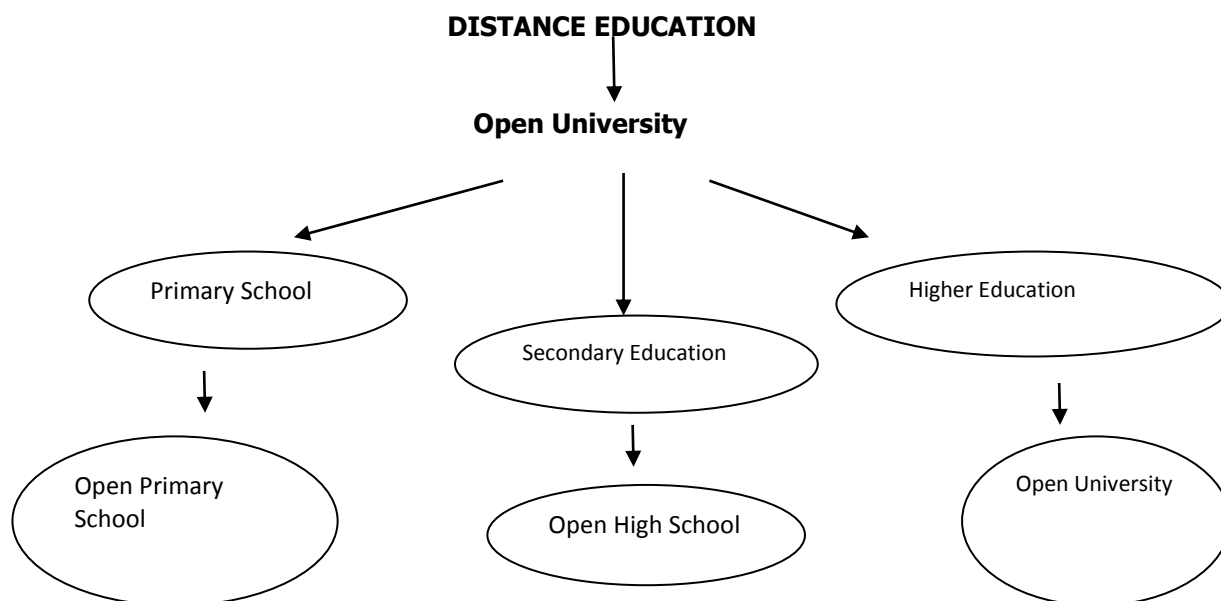 DISTANCE EDUCATION
Open University
Primary School
Higher Education
Secondary Education
Open Primary
School
Open University
Open High School